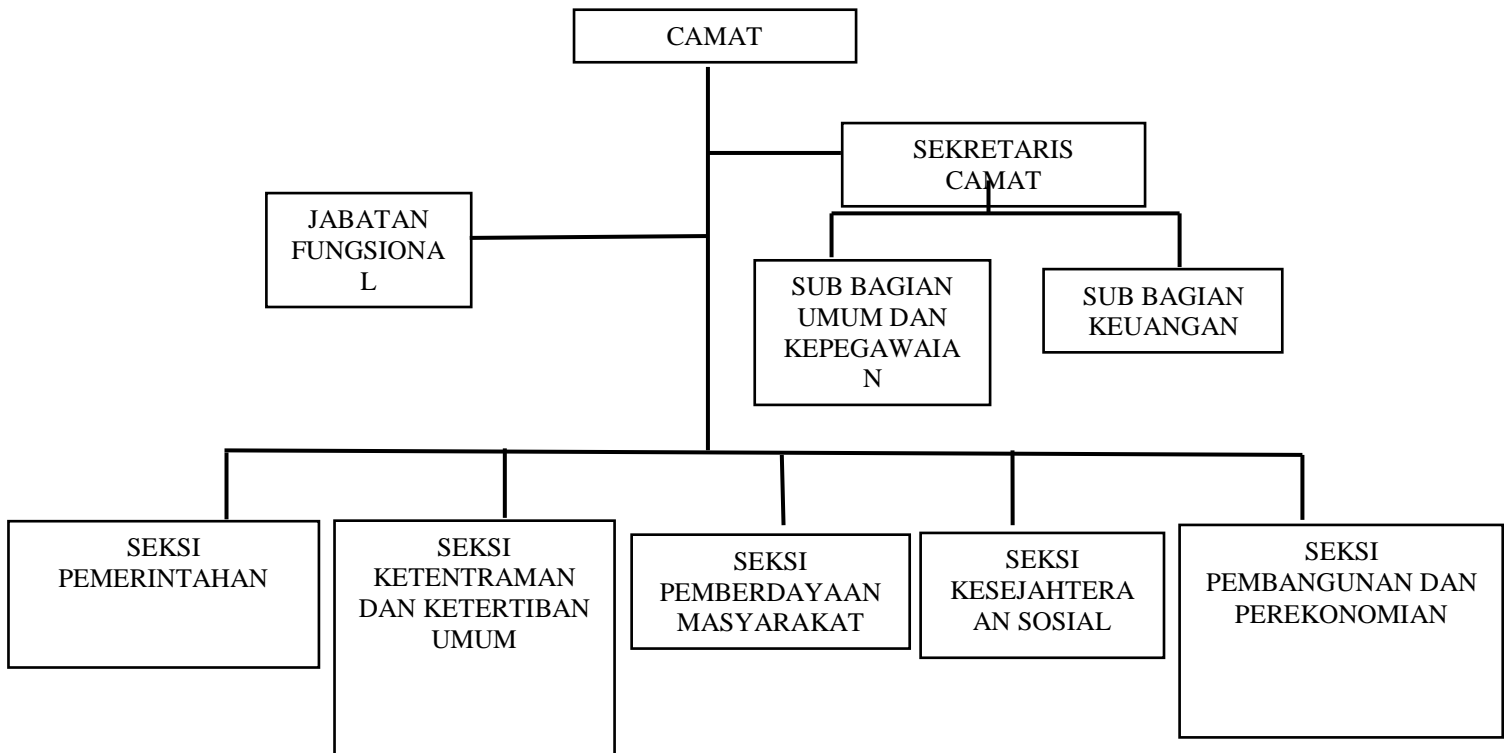 CAMAT
SEKRETARIS
CAMAT
JABATAN
FUNGSIONA
L
SUB BAGIAN
UMUM DAN
KEPEGAWAIA
N
SUB BAGIAN
KEUANGAN
SEKSI
PEMERINTAHAN
SEKSI
KETENTRAMAN
DAN KETERTIBAN
UMUM
SEKSI
PEMBERDAYAAN
MASYARAKAT
SEKSI
KESEJAHTERA
AN SOSIAL
SEKSI
PEMBANGUNAN DAN
PEREKONOMIAN